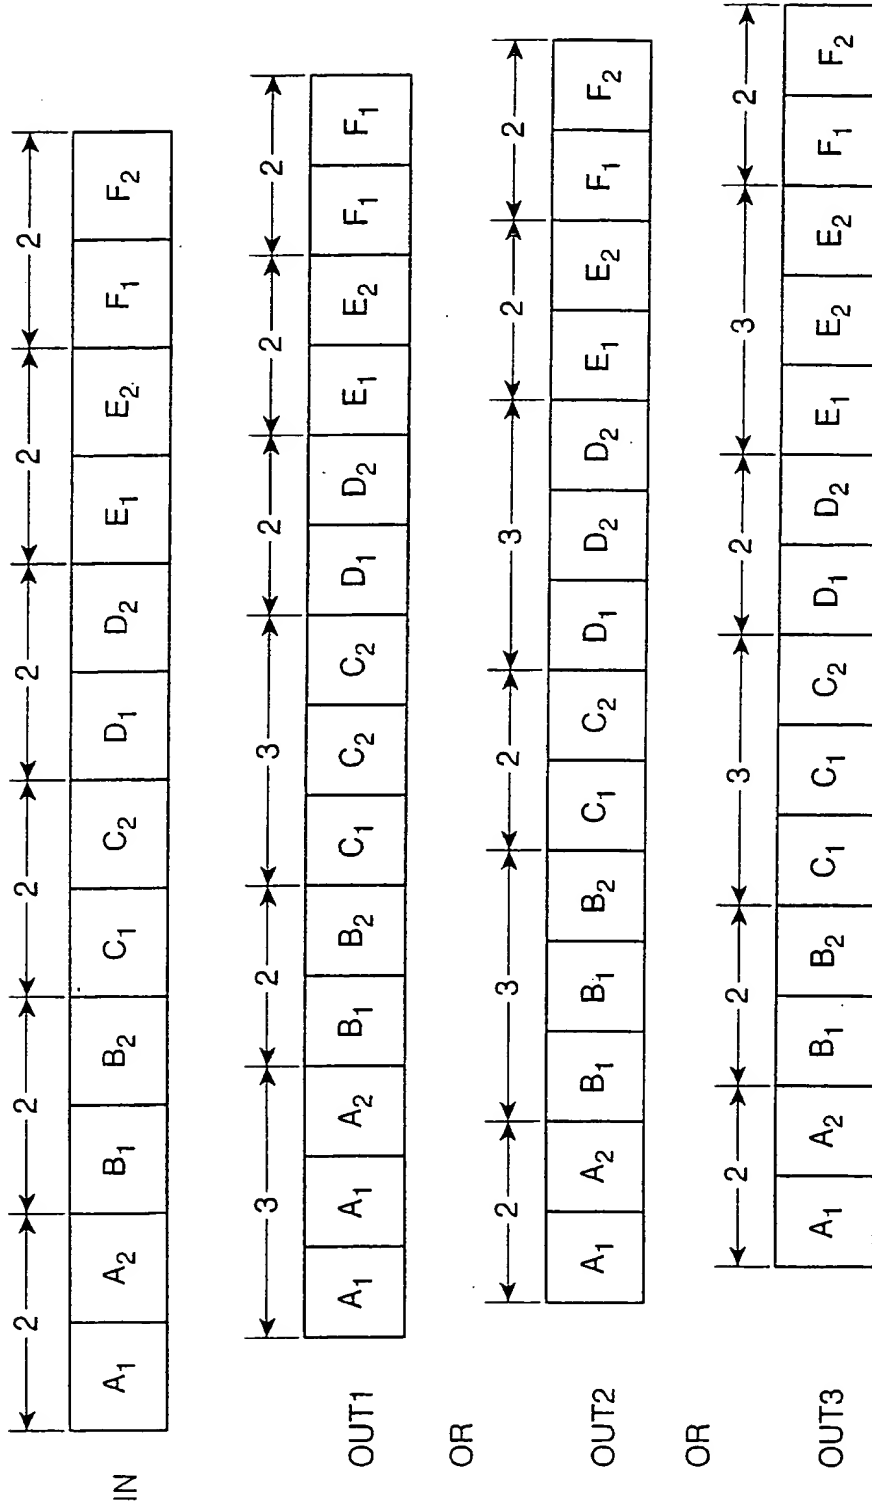 2 2 2 2 2 2
IN A₁ A₂ B₁ B₂ C₁ C₂ D₁ D₂ E₁ E₂ F₁ F₂
3 2 3 2 2 2
OUT1 A₁ A₁ A₂ B₁ B₂ C₁ C₂ C₂ D₁ D₂ E₁ E₂ F₁ F₁
OR
2 3 2 3 2 2
OUT2 A₁ A₂ B₁ B₁ B₂ C₁ C₂ D₁ D₂ D₂ E₁ E₂ F₁ F₂
OR
2 2 3 2 3 2
OUT3 A₁ A₂ B₁ B₂ C₁ C₁ C₂ D₁ D₂ E₁ E₂ E₂ F₁ F₂